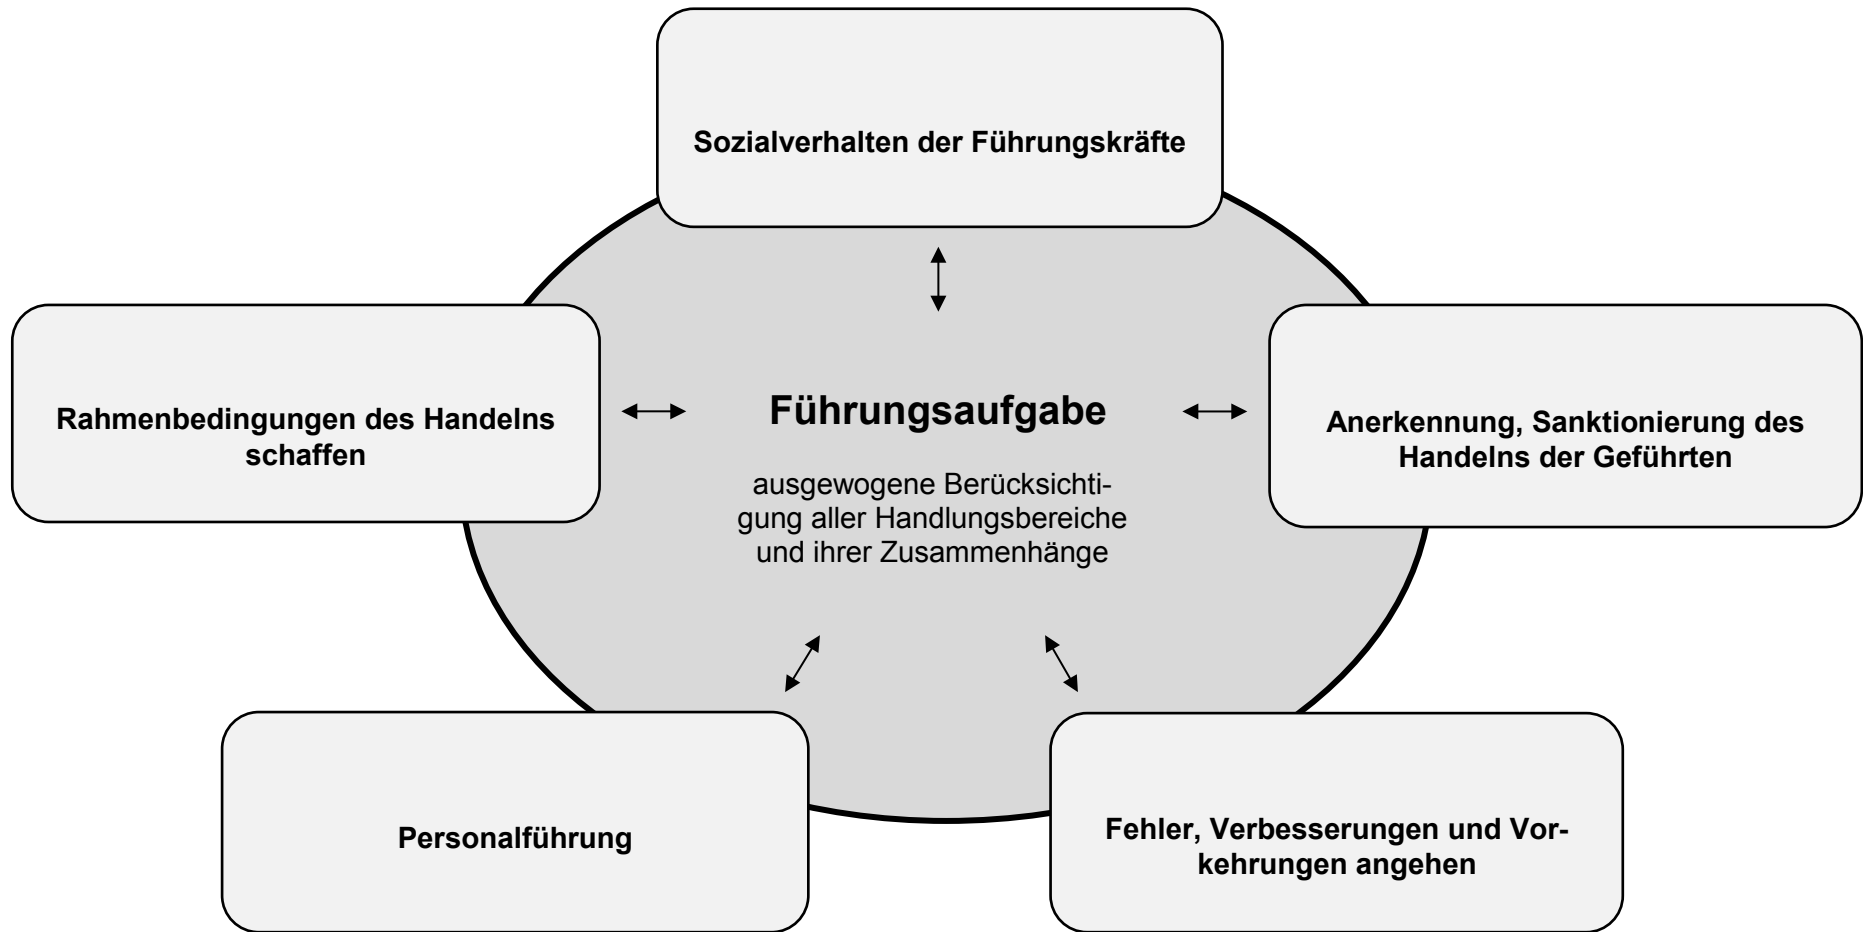 Sozialverhalten der Führungskräfte
Rahmenbedingungen des Handelns
schaffen
Führungsaufgabe
ausgewogene Berücksichti-
gung aller Handlungsbereiche
und ihrer Zusammenhänge
Anerkennung, Sanktionierung des
Handelns der Geführten
Personalführung
Fehler, Verbesserungen und Vor-
kehrungen angehen